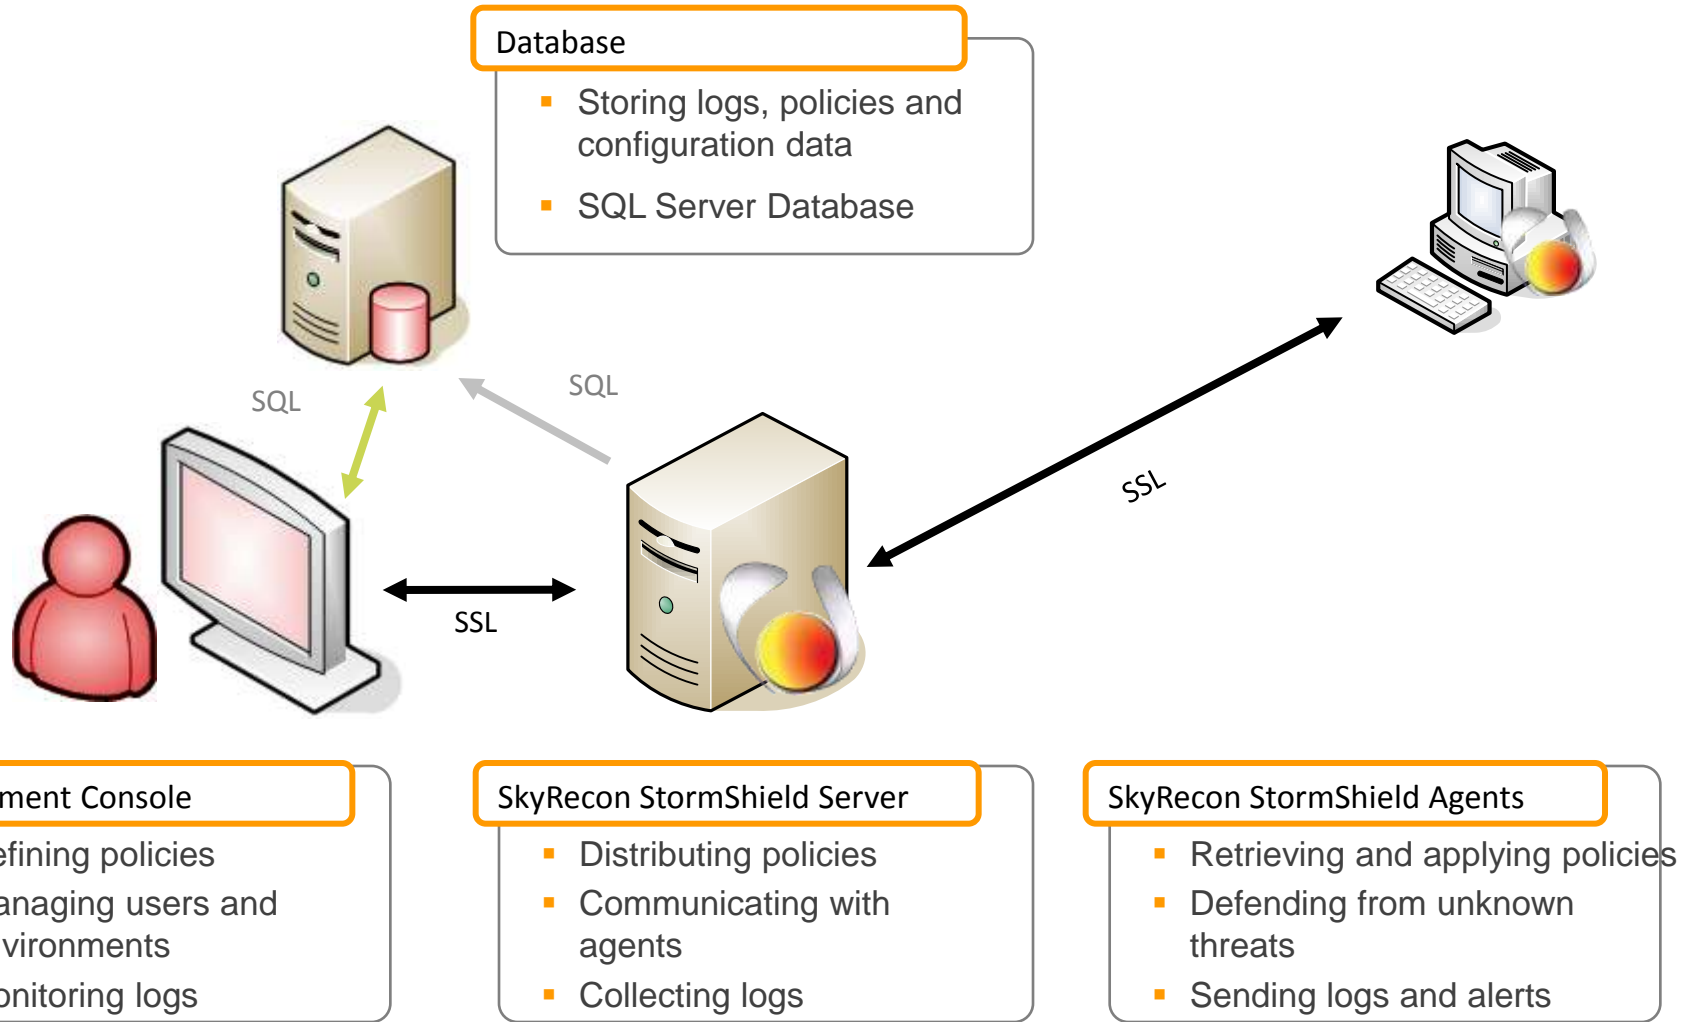 Database
Storing logs, policies and
configuration data
SQL Server Database
SQL
SQL
SSL
SSL
ment Console
efining policies
anaging users and
vironments
onitoring logs
SkyRecon StormShield Server
Distributing policies
Communicating with
agents
Collecting logs
SkyRecon StormShield Agents
Retrieving and applying policies
Defending from unknown
threats
Sending logs and alerts